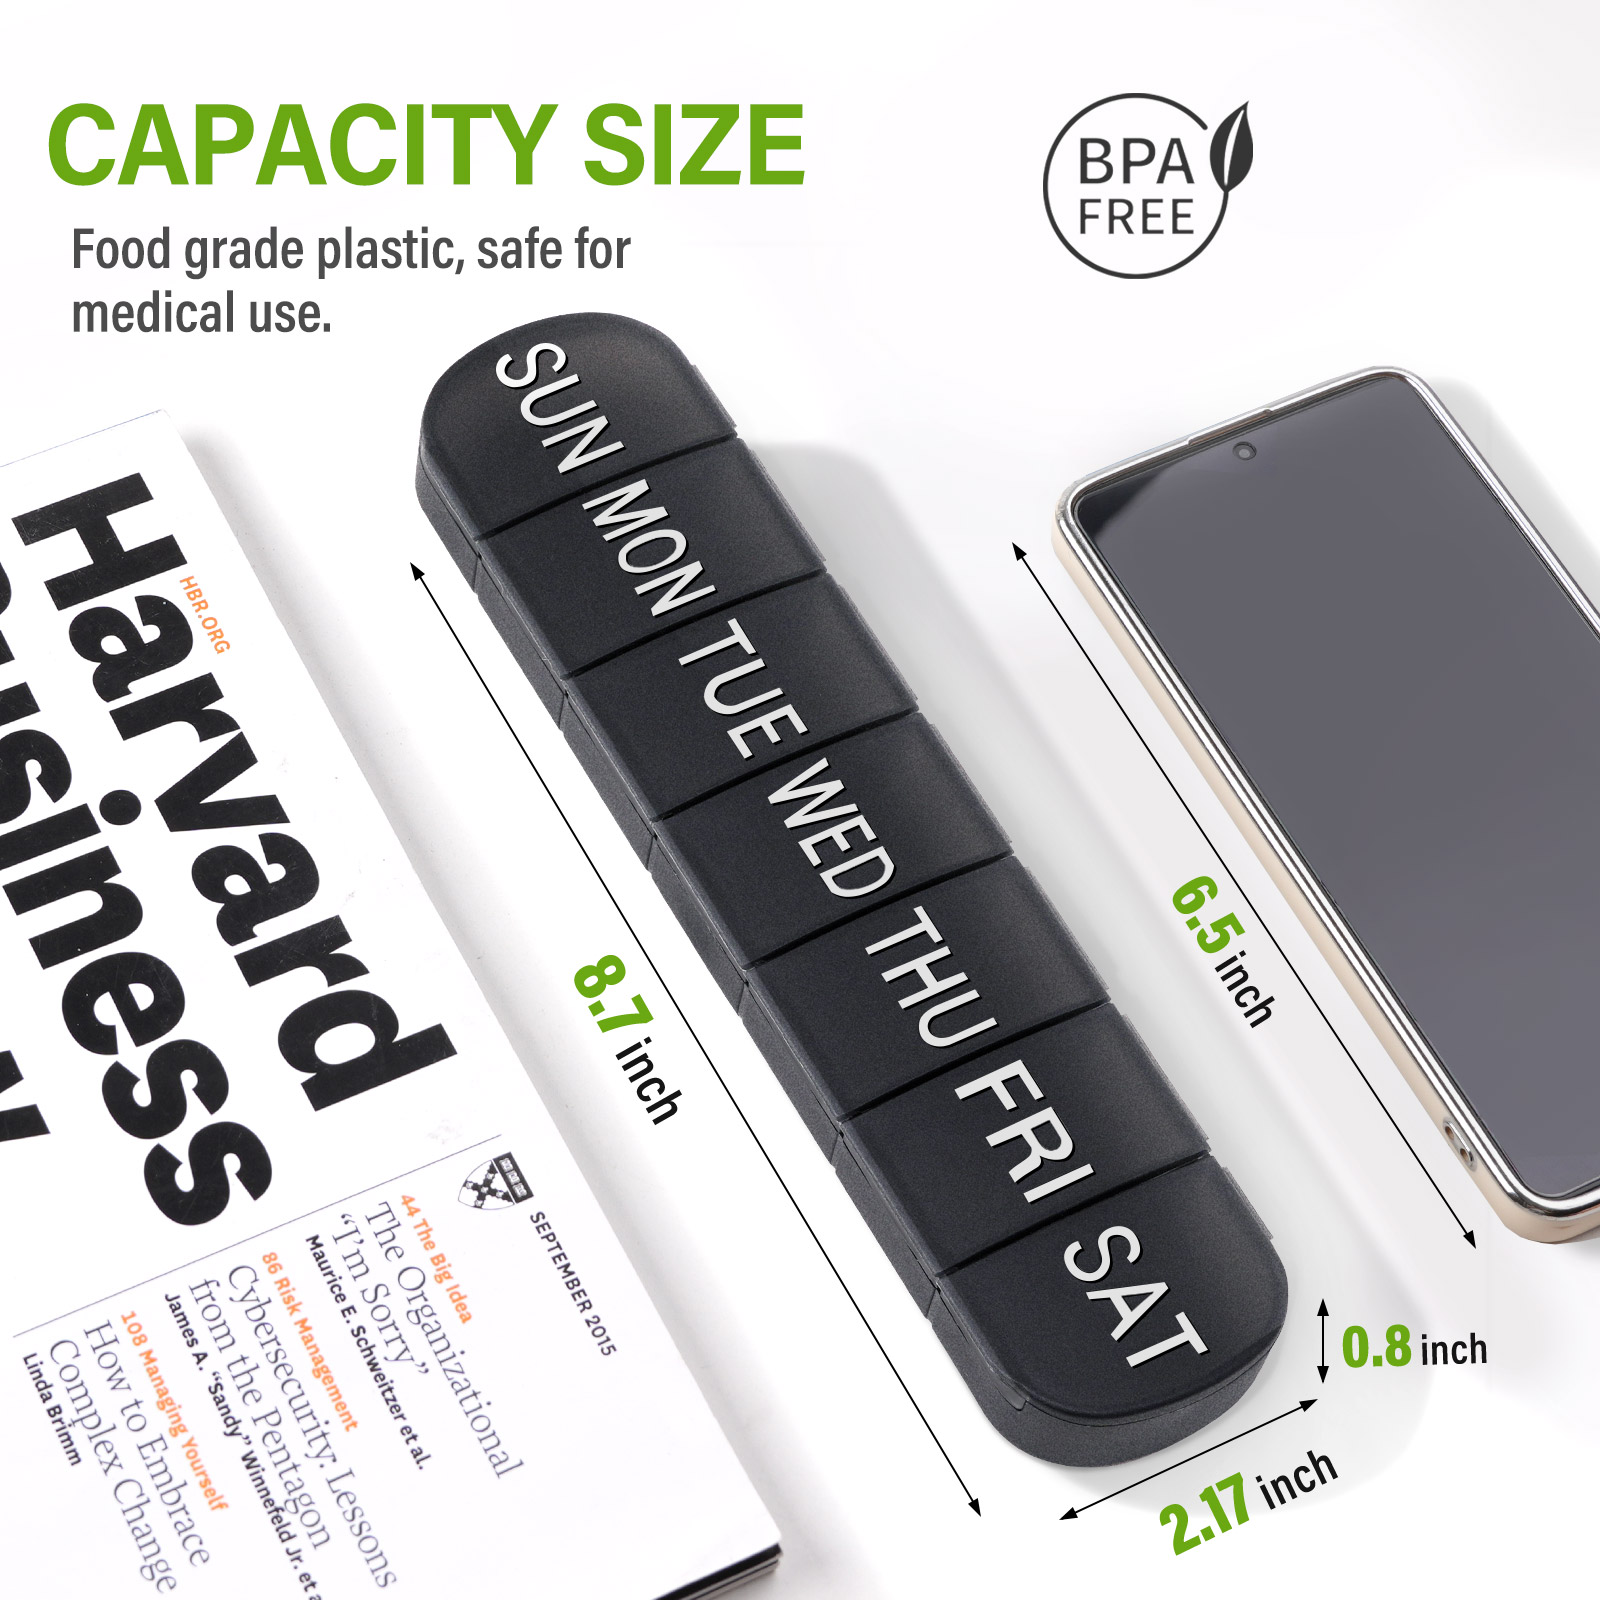 CAPACITY SIZE
Food grade plastic, safe for
medical use.
BPA
FREE
SUN
MON
TUE
WED
THU
FRI
SAT
8.7 inch
6.5 inch
0.8 inch
2.17 inch
Harvard
Business
HBR.ORG
SEPTEMBER 2015
44 The Big Idea
The Organizational
“I’m Sorry”
Maurice E. Schweitzer et al.
86 Risk Management
Cybersecurity: Lessons
from the Pentagon
James A. “Sandy” Winnefeld Jr. et a
108 Managing Yourself
How to Embrace
Complex Change
Linda Brimm